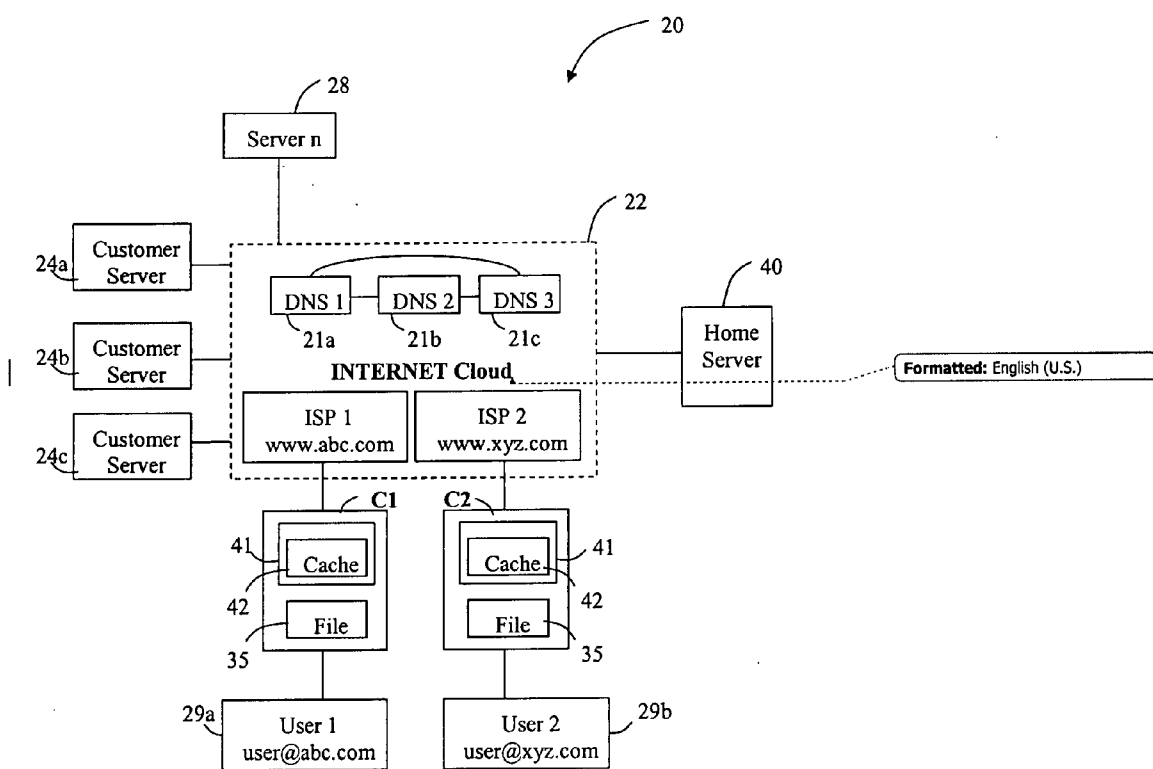 20
28
Server n
22
24a
Customer
Server
DNS 1
DNS 2
DNS 3
21a
21b
21c
40
Home
Server
24b
Customer
Server
INTERNET Cloud
Formatted: English (U.S.)
ISP 1
www.abc.com
ISP 2
www.xyz.com
24c
Customer
Server
C1
C2
41
Cache
42
File
35
41
Cache
42
File
35
29a
User 1
user@abc.com
User 2
user@xyz.com
29b